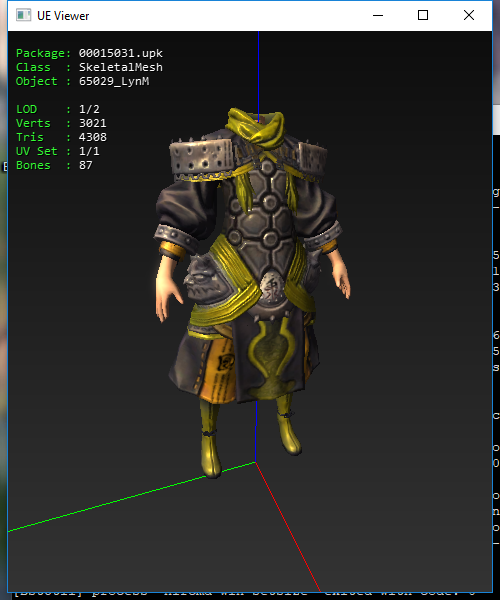 UE Viewer
Package: 00015031.upk
Class : SkeletalMesh
Object : 65029_LynM
LOD : 1/2
Verts : 3021
Tris : 4308
UV Set : 1/1
Bones : 87